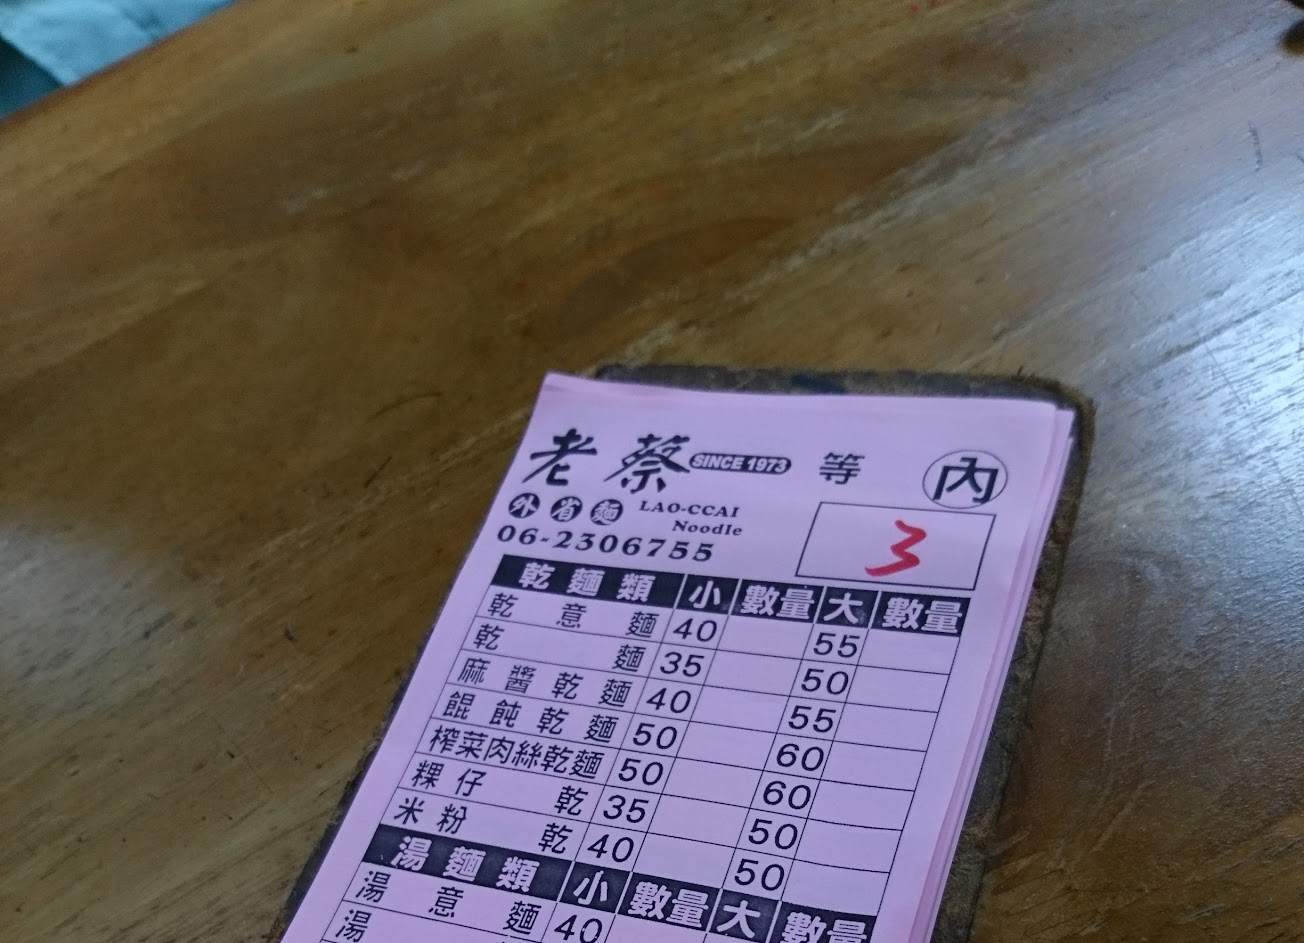 老蔡 SINCE 1973 等 內
外省麵 LAO-CCAI
Noodle
06-2306755
3
乾麵類 小 數量 大 數量
乾意麵 40 55
乾麵 35 50
麻醬乾麵 40 55
餛飩乾麵 50 60
榨菜肉絲乾麵 50 60
粿仔乾 35 50
米粉乾 40 50
湯麵類 小 數量 大 數量
湯意麵 40
湯